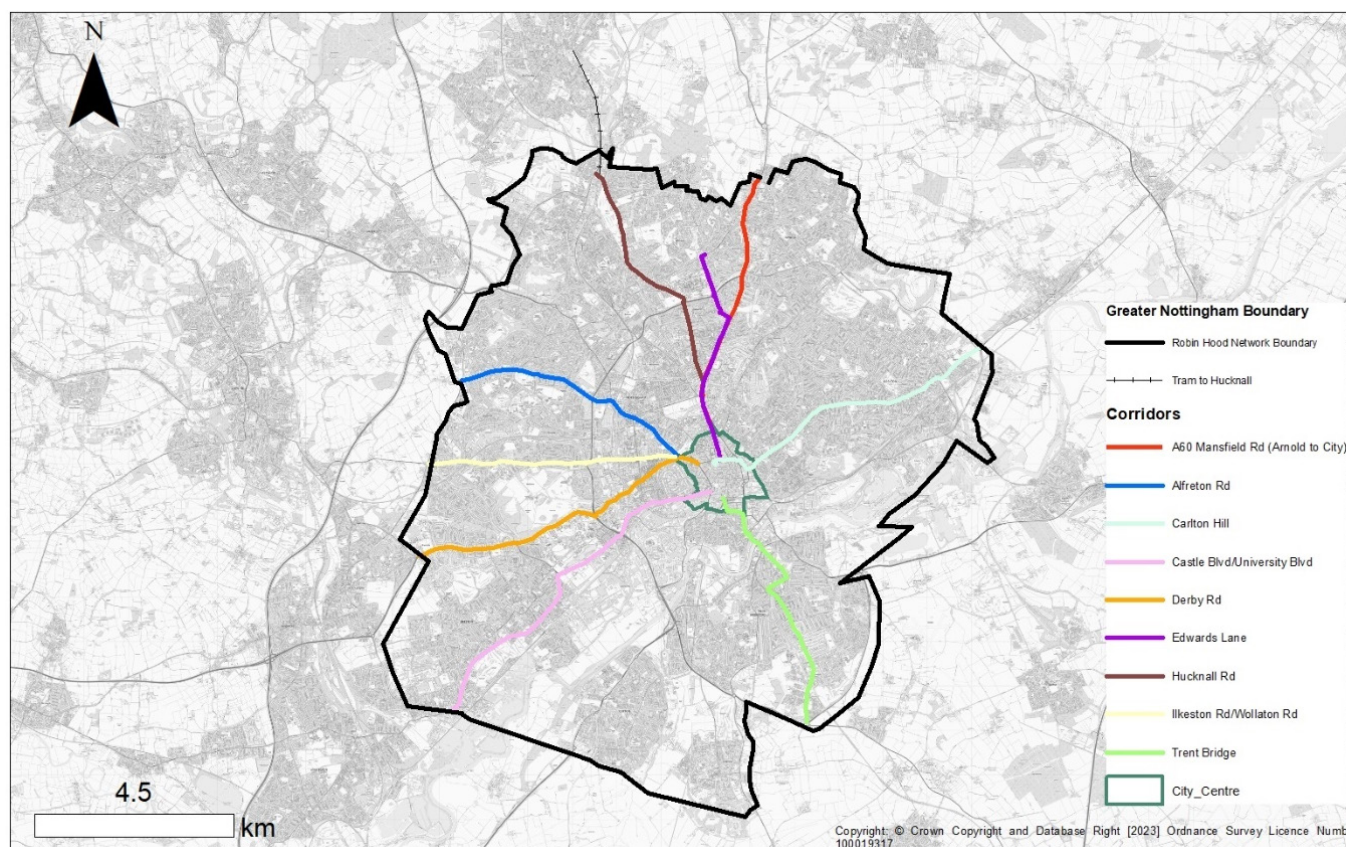 N
Greater Nottingham Boundary
Robin Hood Network Boundary
Tram to Hucknall
Corridors
A60 Mansfield Rd (Arnold to City)
Alfreton Rd
Carlton Hill
Castle Blvd/University Blvd
Derby Rd
Edwards Lane
Hucknall Rd
Ilkeston Rd/Wollaton Rd
Trent Bridge
City_Centre
4.5
km
Copyright: © Crown Copyright and Database Right [2023] Ordnance Survey Licence Numb
100019317